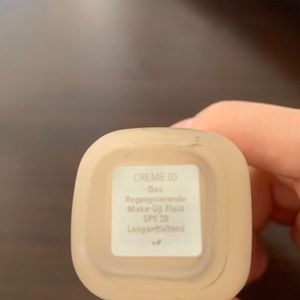 CREME 03
Das
Regenerierende
Make-Up Fluid
SPF 20
Langanhaltend